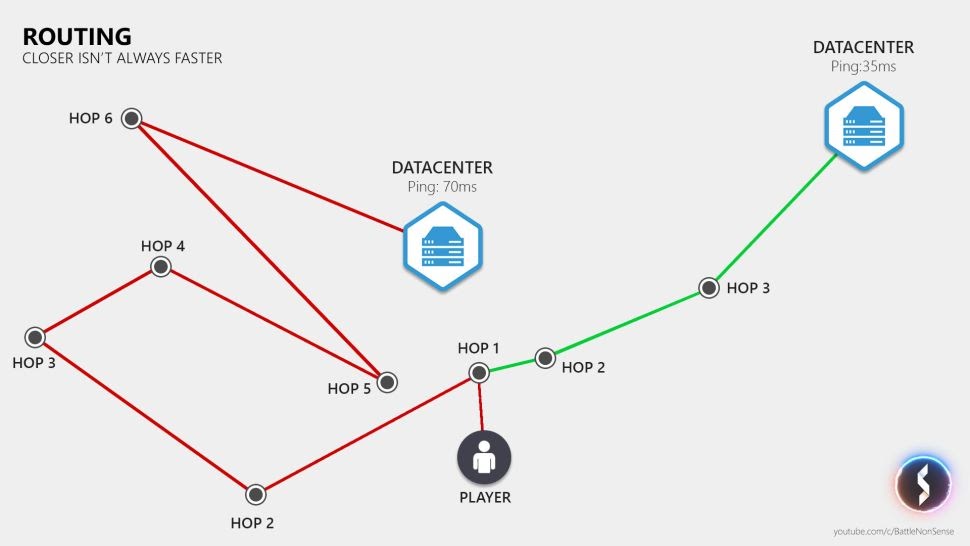 ROUTING
CLOSER ISN'T ALWAYS FASTER
DATACENTER
Ping:35ms
HOP 6
DATACENTER
Ping: 70ms
HOP 4
HOP 3
HOP 3
HOP 1
HOP 2
HOP 5
PLAYER
HOP 2
youtube.com/c/BattleNonSense